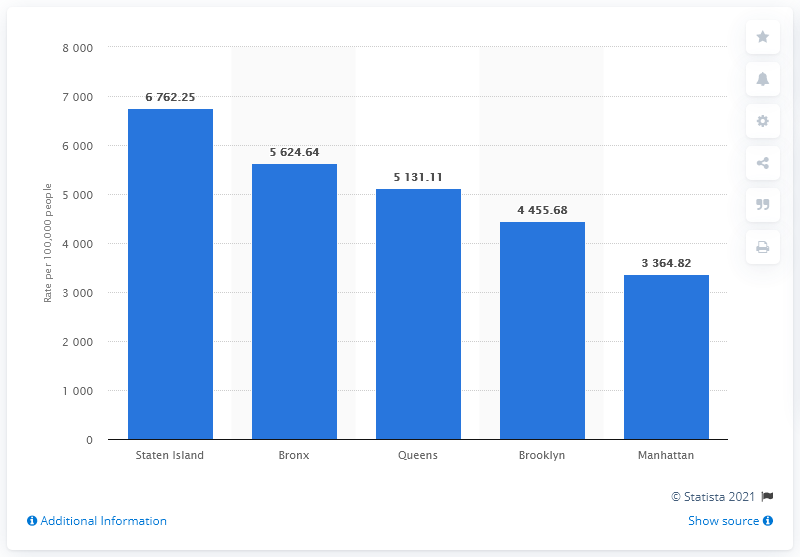 8 000
7 000
6 000
5 000
4 000
3 000
2 000
1 000
0
Rate per 100,000 people
6 762.25
5 624.64
5 131.11
4 455.68
3 364.82
Staten Island
Bronx
Queens
Brooklyn
Manhattan
© Statista 2021
Additional Information
Show source